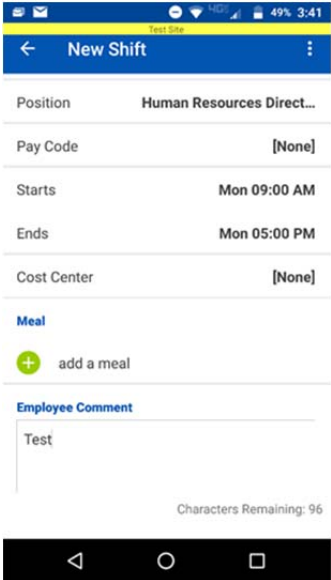 4G 49% 3:41
Test Site
New Shift
Position Human Resources Direct...
Pay Code [None]
Starts Mon 09:00 AM
Ends Mon 05:00 PM
Cost Center [None]
Meal
add a meal
Employee Comment
Test
Characters Remaining: 96